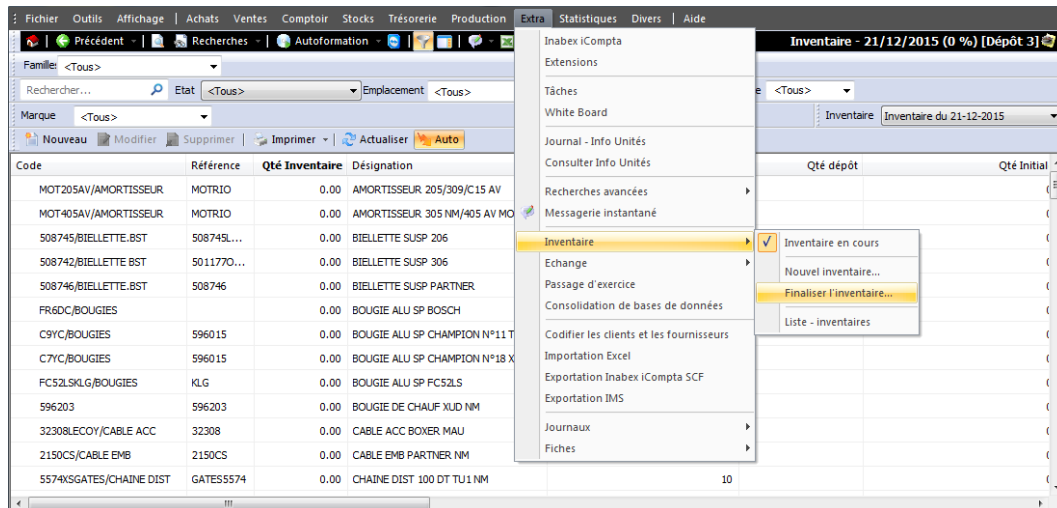 Fichier Outils Affichage | Achats Ventes Comptoir Stocks Trésorerie Production Extra Statistiques Divers | Aide
Précédent Recherches Autoformation Inventaire - 21/12/2015 (0 %) [Dépôt 3]
Famille: <Tous>
Rechercher... Etat <Tous> Emplacement <Tous> e <Tous>
Marque <Tous> Inventaire Inventaire du 21-12-2015
Nouveau Modifier Supprimer | Imprimer | Actualiser Auto
Code Référence Qté Inventaire Désignation Qté dépôt Qté Initial
MOT205AV/AMORTISSEUR MOTRIO 0.00 AMORTISSEUR 205/309/C15 AV
MOT405AV/AMORTISSEUR MOTRIO 0.00 AMORTISSEUR 305 NM/405 AV MO
508745/BIELLETTE.BST 508745L... 0.00 BIELLETTE SUSP 206
508742/BIELLETTE BST 501177O... 0.00 BIELLETTE SUSP 306
508746/BIELLETTE.BST 508746 0.00 BIELLETTE SUSP PARTNER
FR6DC/BOUGIES 0.00 BOUGIE ALU SP BOSCH
C9YC/BOUGIES 596015 0.00 BOUGIE ALU SP CHAMPION N°11 T
C7YC/BOUGIES 596015 0.00 BOUGIE ALU SP CHAMPION N°18 X
FC52LSKLG/BOUGIES KLG 0.00 BOUGIE ALU SP FC52LS
596203 596203 0.00 BOUGIE DE CHAUF XUD NM
32308LECOY/CABLE ACC 32308 0.00 CABLE ACC BOXER MAU
2150CS/CABLE EMB 2150CS 0.00 CABLE EMB PARTNER NM
5574XSGATES/CHAINE DIST GATES5574 0.00 CHAINE DIST 100 DT TU1 NM 10
Inabex iCompta
Extensions
Tâches
White Board
Journal - Info Unités
Consulter Info Unités
Recherches avancées
Messagerie instantané
Inventaire
Echange
Passage d'exercice
Consolidation de bases de données
Codifier les clients et les fournisseurs
Importation Excel
Exportation Inabex iCompta SCF
Exportation IMS
Journaux
Fiches
Inventaire en cours
Nouvel inventaire...
Finaliser l'inventaire...
Liste - inventaires